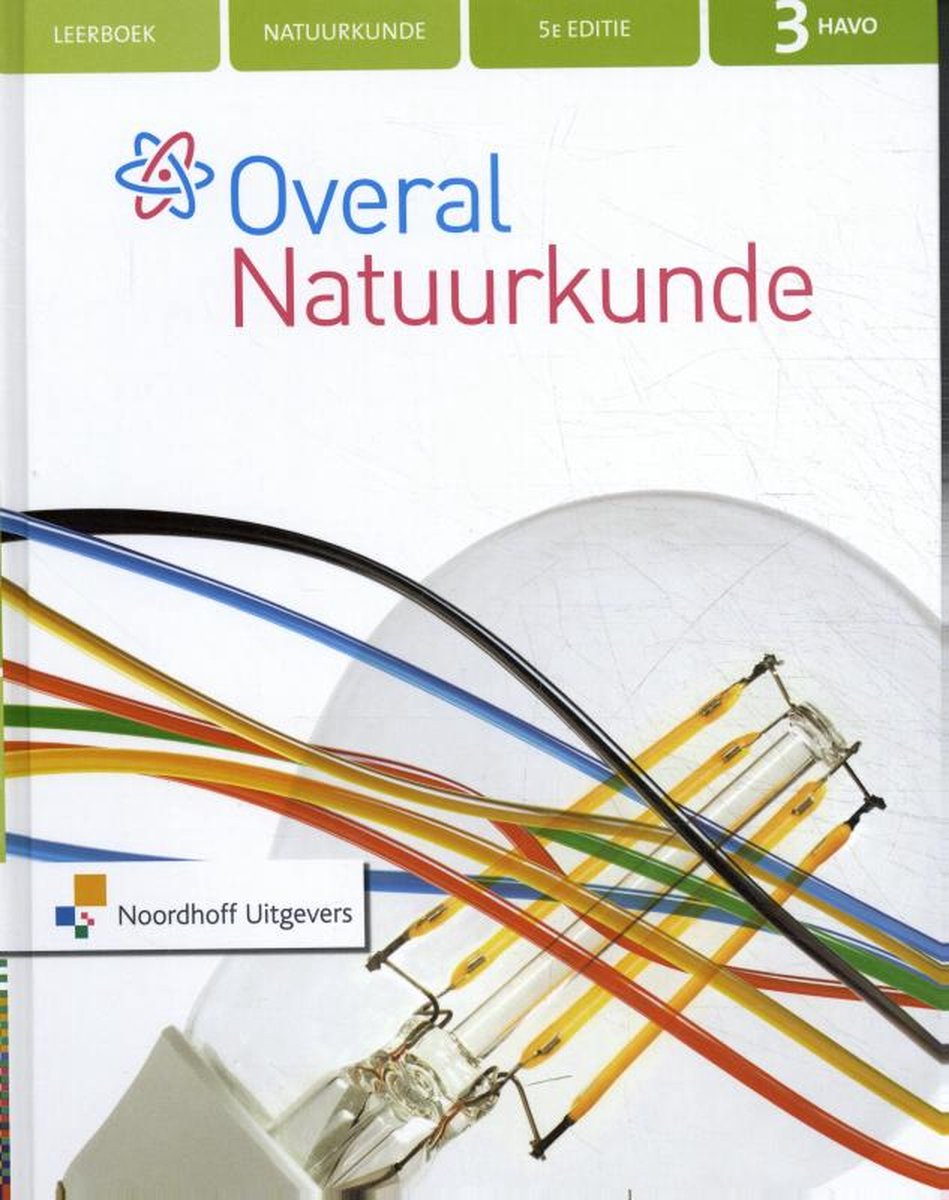 LEERBOEK
NATUURKUNDE
5E EDITIE
3 HAVO
Overal
Natuurkunde
Noordhoff Uitgevers